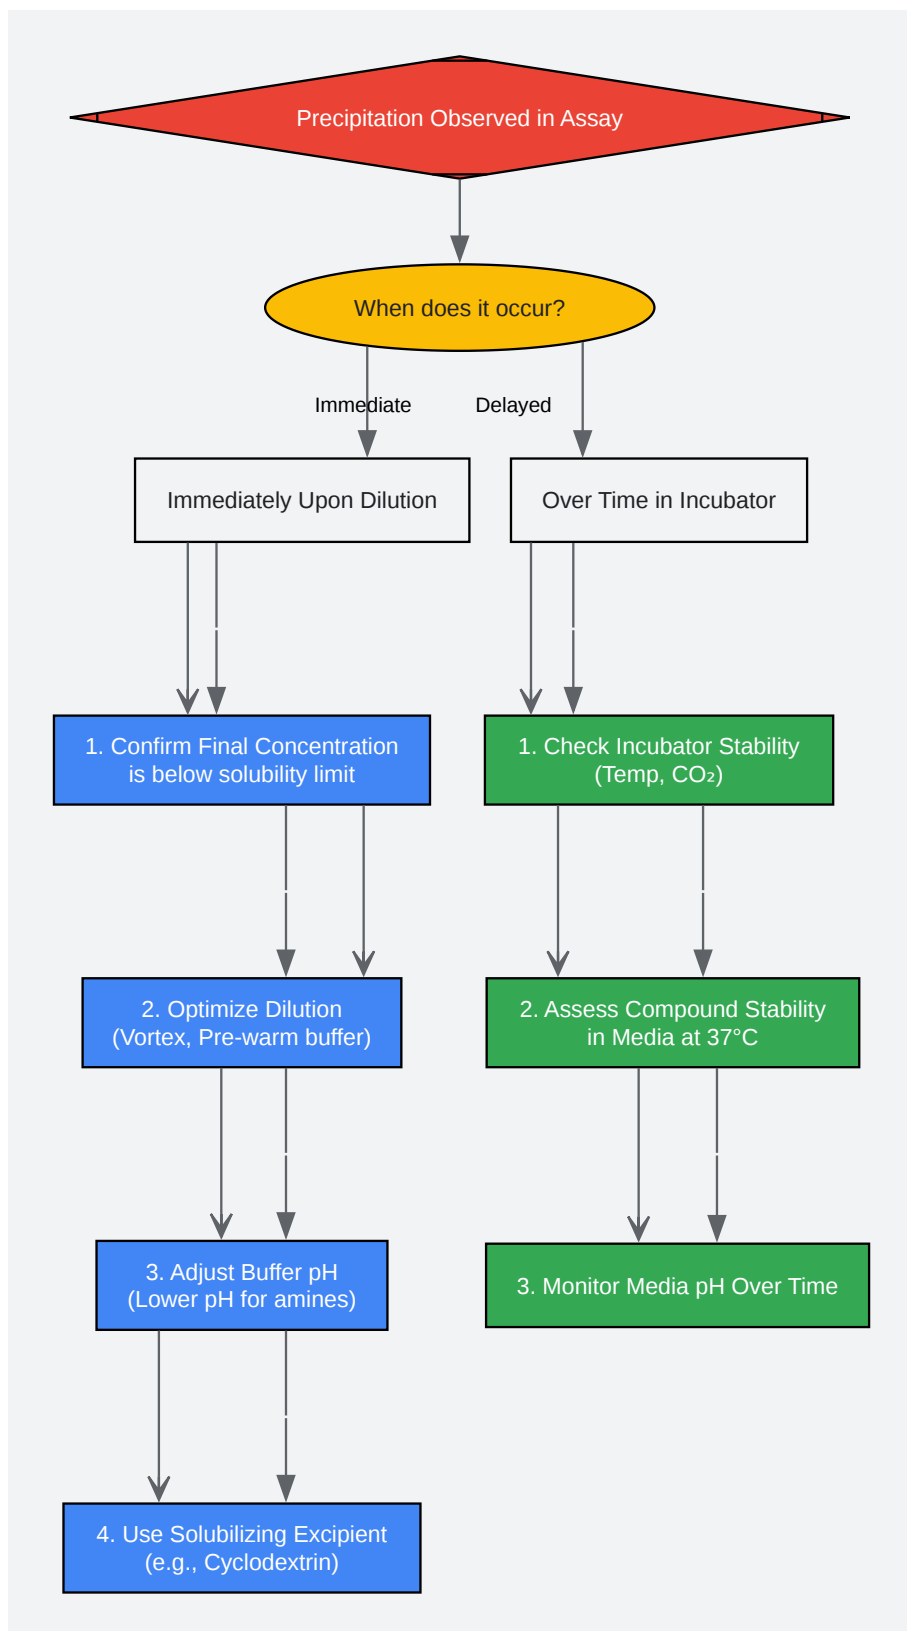 Precipitation Observed in Assay
When does it occur?
Immediate
Delayed
Immediately Upon Dilution
Over Time in Incubator
1. Confirm Final Concentration
is below solubility limit
1. Check Incubator Stability
(Temp, CO₂)
2. Optimize Dilution
(Vortex, Pre-warm buffer)
2. Assess Compound Stability
in Media at 37°C
3. Adjust Buffer pH
(Lower pH for amines)
3. Monitor Media pH Over Time
4. Use Solubilizing Excipient
(e.g., Cyclodextrin)